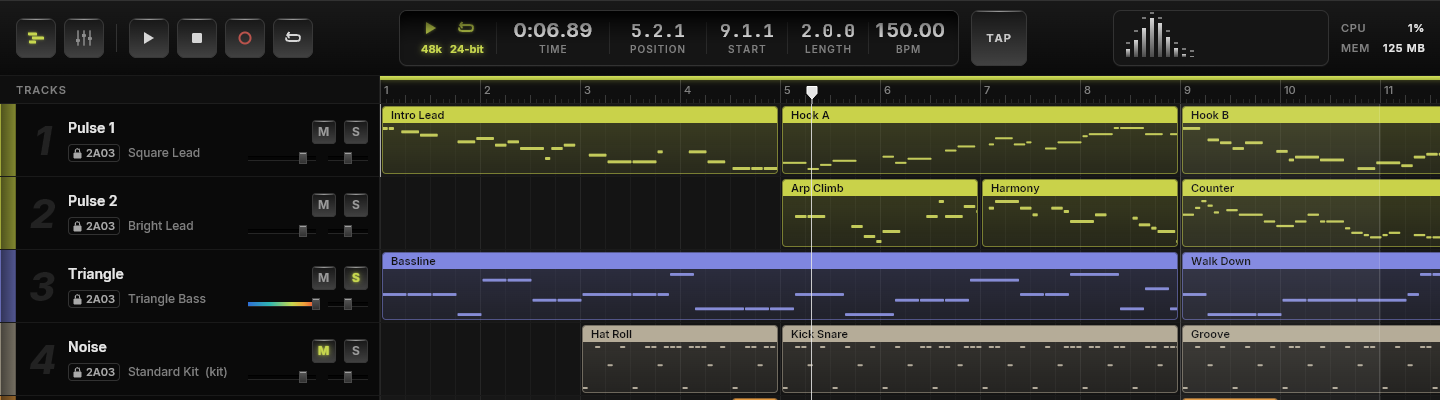 48k 24-bit
0:06.89 TIME
5.2.1 POSITION
9.1.1 START
2.0.0 LENGTH
150.00 BPM
TAP
CPU 1%
MEM 125 MB
TRACKS
1 2 3 4 5 6 7 8 9 10 11
1 Pulse 1 M S
2A03 Square Lead
Intro Lead Hook A Hook B
2 Pulse 2 M S
2A03 Bright Lead
Arp Climb Harmony Counter
3 Triangle M S
2A03 Triangle Bass
Bassline Walk Down
4 Noise M S
2A03 Standard Kit (kit)
Hat Roll Kick Snare Groove